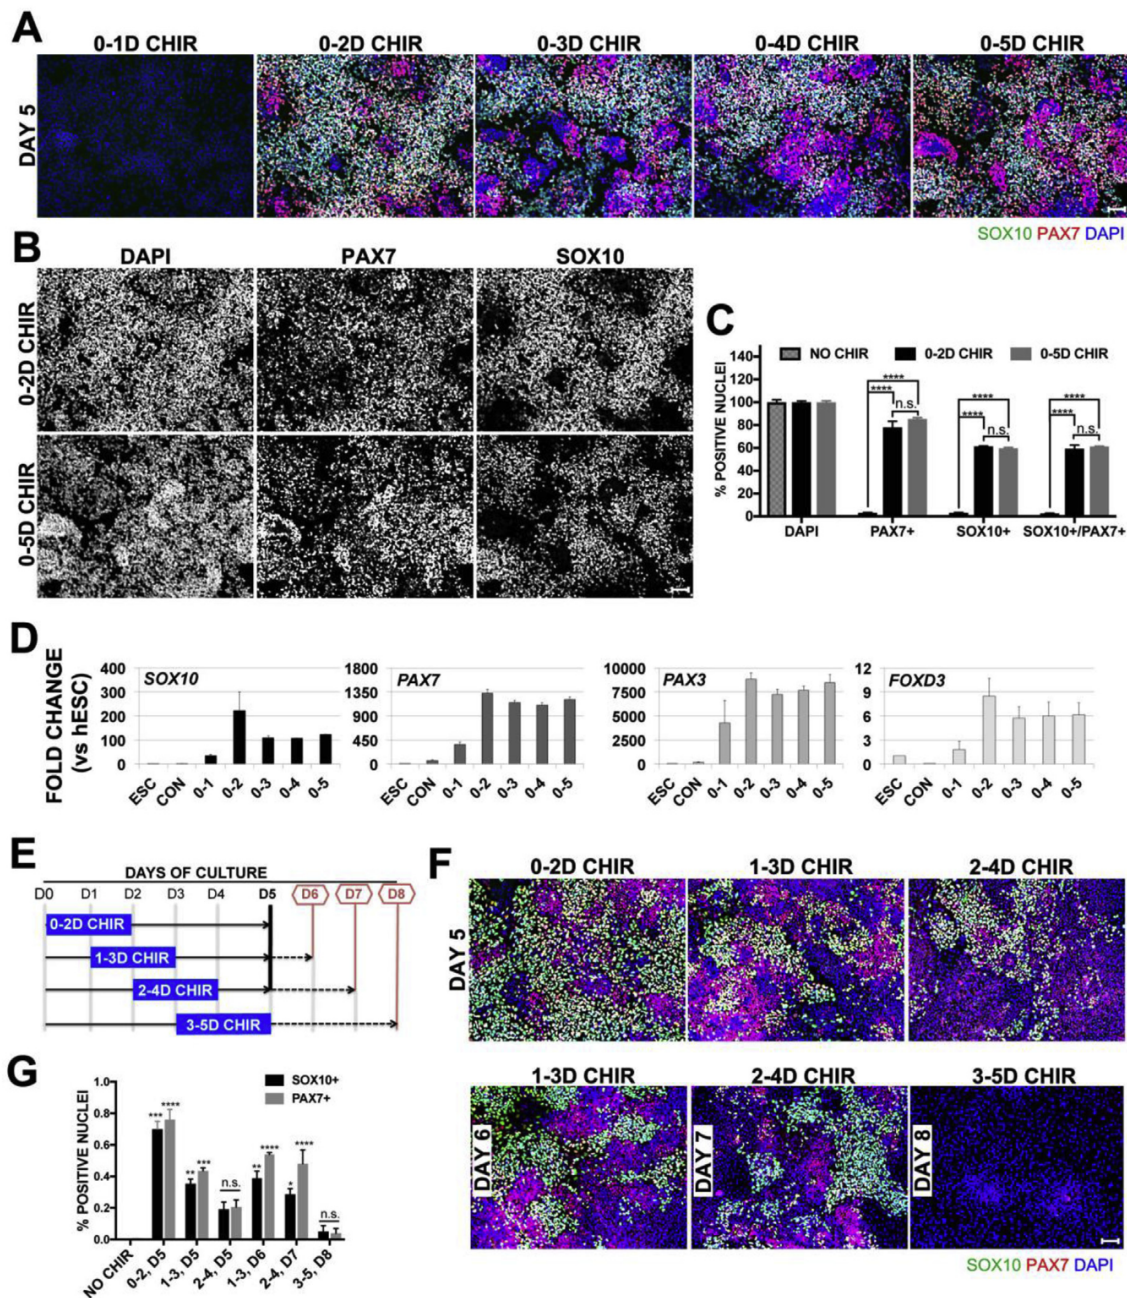 A
0-1D CHIR 0-2D CHIR 0-3D CHIR 0-4D CHIR 0-5D CHIR
DAY 5
SOX10 PAX7 DAPI
B
DAPI PAX7 SOX10
0-2D CHIR
0-5D CHIR
C
NO CHIR 0-2D CHIR 0-5D CHIR
% POSITIVE NUCLEI
140
120
100
80
60
40
20
0
**** **** n.s.
**** **** n.s.
**** **** n.s.
DAPI PAX7+ SOX10+ SOX10+/PAX7+
D
FOLD CHANGE
(vs hESC)
SOX10
400
300
200
100
0
ESC CON 0-1 0-2 0-3 0-4 0-5
PAX7
1800
1350
900
450
0
ESC CON 0-1 0-2 0-3 0-4 0-5
PAX3
10000
7500
5000
2500
0
ESC CON 0-1 0-2 0-3 0-4 0-5
FOXD3
12
9
6
3
0
ESC CON 0-1 0-2 0-3 0-4 0-5
E
DAYS OF CULTURE
D0 D1 D2 D3 D4 D5 D6 D7 D8
0-2D CHIR
1-3D CHIR
2-4D CHIR
3-5D CHIR
F
0-2D CHIR 1-3D CHIR 2-4D CHIR
DAY 5
1-3D CHIR 2-4D CHIR 3-5D CHIR
DAY 6 DAY 7 DAY 8
SOX10 PAX7 DAPI
G
SOX10+
PAX7+
% POSITIVE NUCLEI
1.0
0.8
0.6
0.4
0.2
0.0
*** **** ** *** n.s. ** **** * **** n.s.
NO CHIR 0-2, D5 1-3, D5 2-4, D5 1-3, D6 2-4, D7 3-5, D8